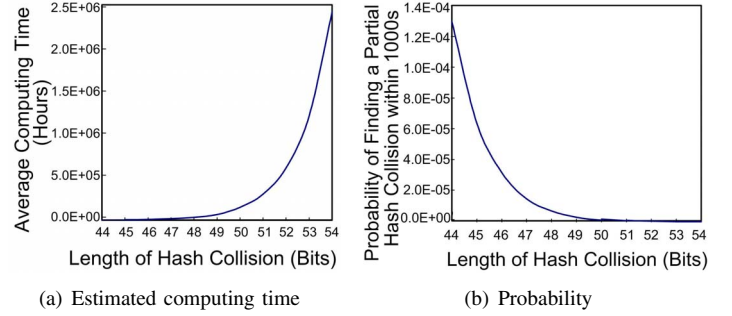 2.5E+06
2.0E+06
1.5E+06
1.0E+06
5.0E+05
0.0E+00
Average Computing Time
(Hours)
44 45 46 47 48 49 50 51 52 53 54
Length of Hash Collision (Bits)
(a) Estimated computing time
1.4E-04
1.2E-04
1.0E-04
8.0E-05
6.0E-05
4.0E-05
2.0E-05
0.0E+00
Probability of Finding a Partial
Hash Collision within 1000s
44 45 46 47 48 49 50 51 52 53 54
Length of Hash Collision (Bits)
(b) Probability